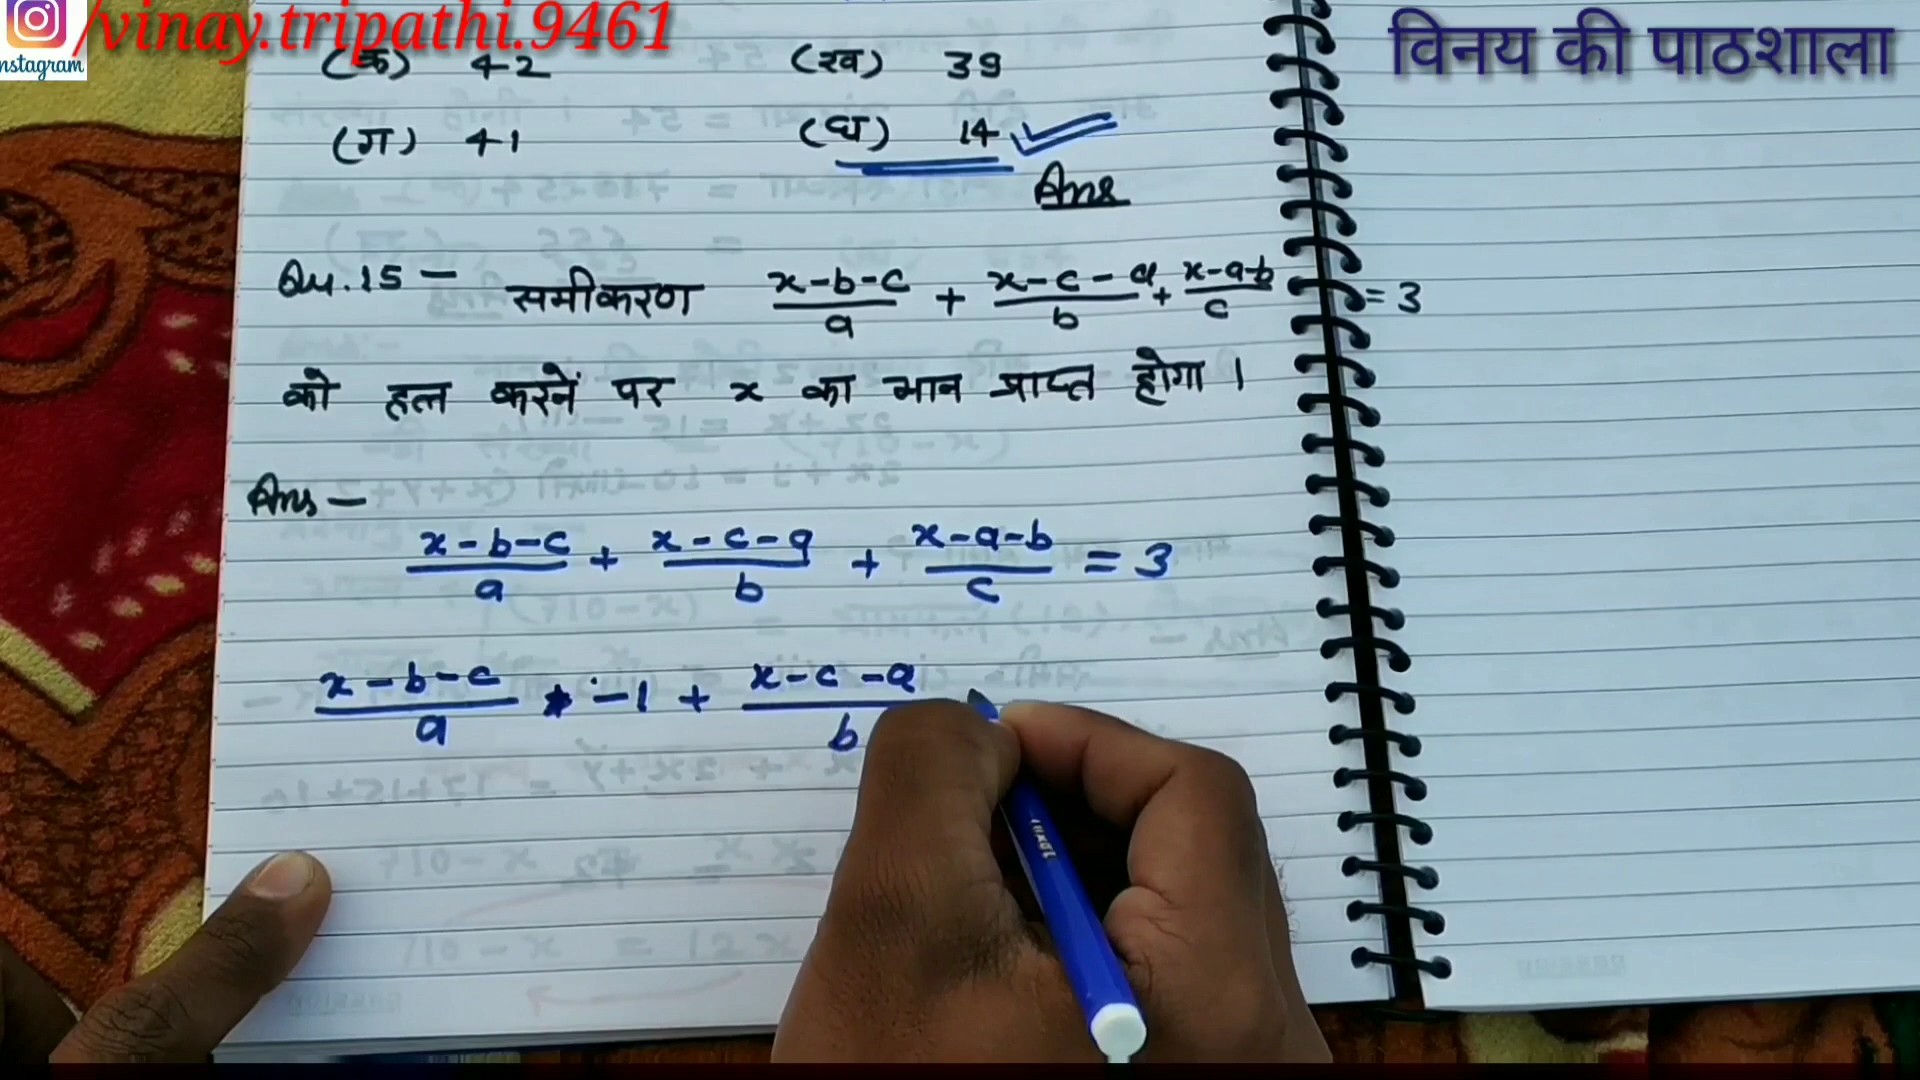 Instagram /vinay.tripathi.9461
विनय की पाठशाला
(क) 42 (ख) 39
(ग) 41 (घ) 14
Ans
Qu.15 - समीकरण (x-b-c)/a + (x-c-a)/b + (x-a-b)/c = 3
को हल करनें पर x का मान प्राप्त होगा ।
Ans -
(x-b-c)/a + (x-c-a)/b + (x-a-b)/c = 3
(x-b-c)/a -1 + (x-c-a)/b